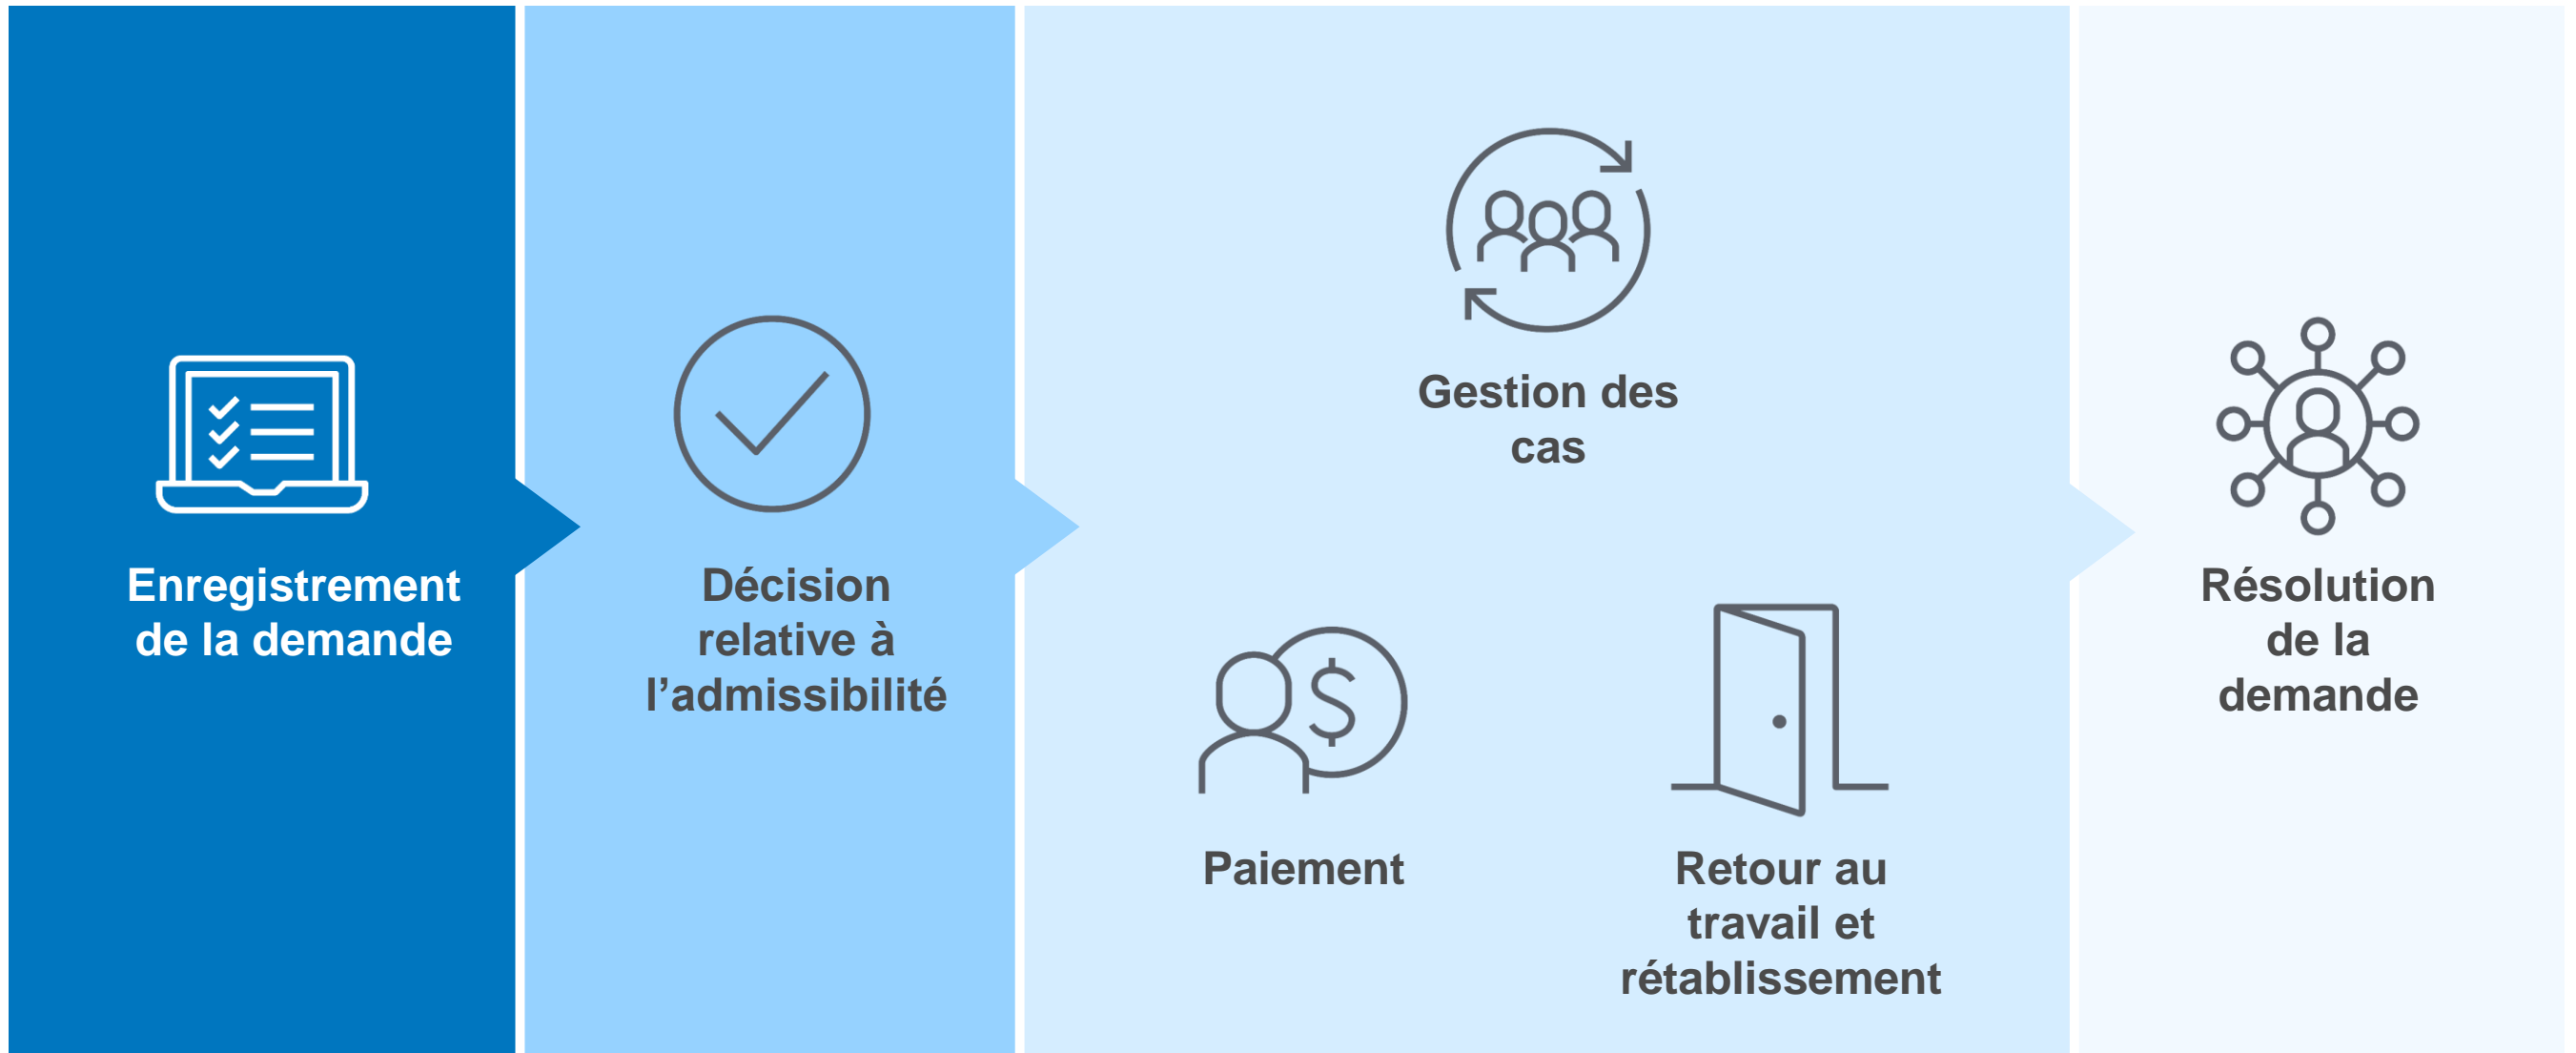 Enregistrement
de la demande
Décision
relative à
l’admissibilité
Gestion des
cas
$
Paiement
Retour au
travail et
rétablissement
Résolution
de la
demande